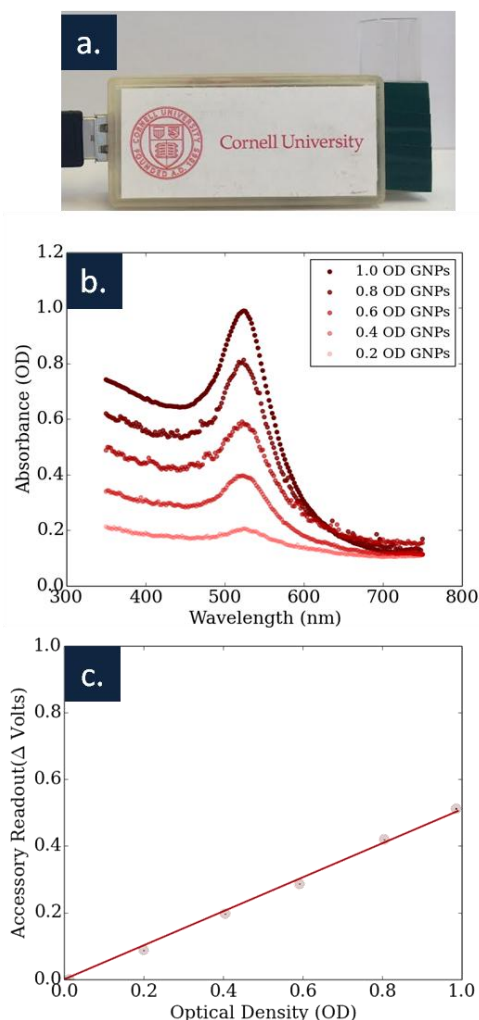 a.
CORNELL UNIVERSITY
FOUNDED A.D. 1865
Cornell University
b.
1.0 OD GNPs
0.8 OD GNPs
0.6 OD GNPs
0.4 OD GNPs
0.2 OD GNPs
1.2
1.0
0.8
0.6
0.4
0.2
0.0
Absorbance (OD)
300 400 500 600 700 800
Wavelength (nm)
c.
1.0
0.8
0.6
0.4
0.2
0.0
Accessory Readout(Δ Volts)
0.0 0.2 0.4 0.6 0.8 1.0
Optical Density (OD)